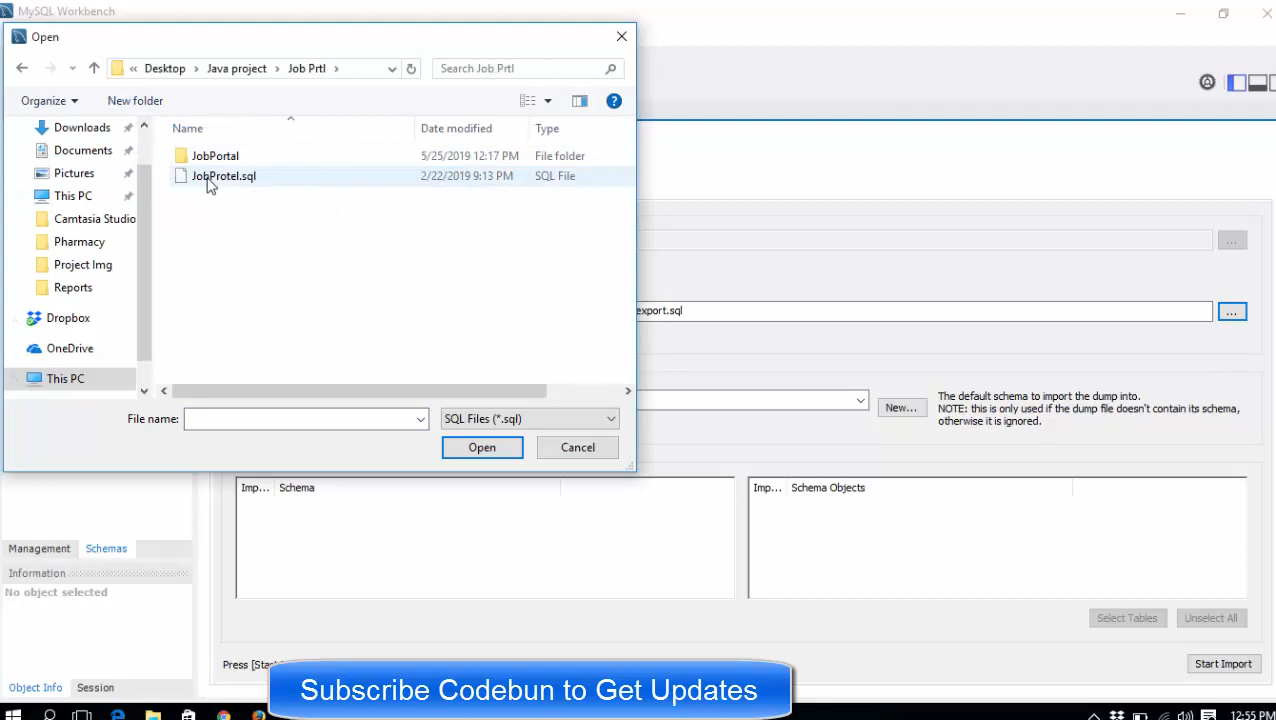 MySQL Workbench
Open
« Desktop > Java project > Job Prtl >
Search Job Prtl
Organize
New folder
Name
Date modified
Type
Downloads
Documents
Pictures
This PC
Camtasia Studio
Pharmacy
Project Img
Reports
Dropbox
OneDrive
This PC
JobPortal 5/25/2019 12:17 PM File folder
JobProtel.sql 2/22/2019 9:13 PM SQL File
File name:
SQL Files (*.sql)
Open
Cancel
...
export.sql
...
New...
The default schema to import the dump into.
NOTE: this is only used if the dump file doesn't contain its schema,
otherwise it is ignored.
Imp... Schema
Imp... Schema Objects
Management Schemas
Information
No object selected
Select Tables
Unselect All
Press [Star
Start Import
Object Info Session
Subscribe Codebun to Get Updates
12:55 PM